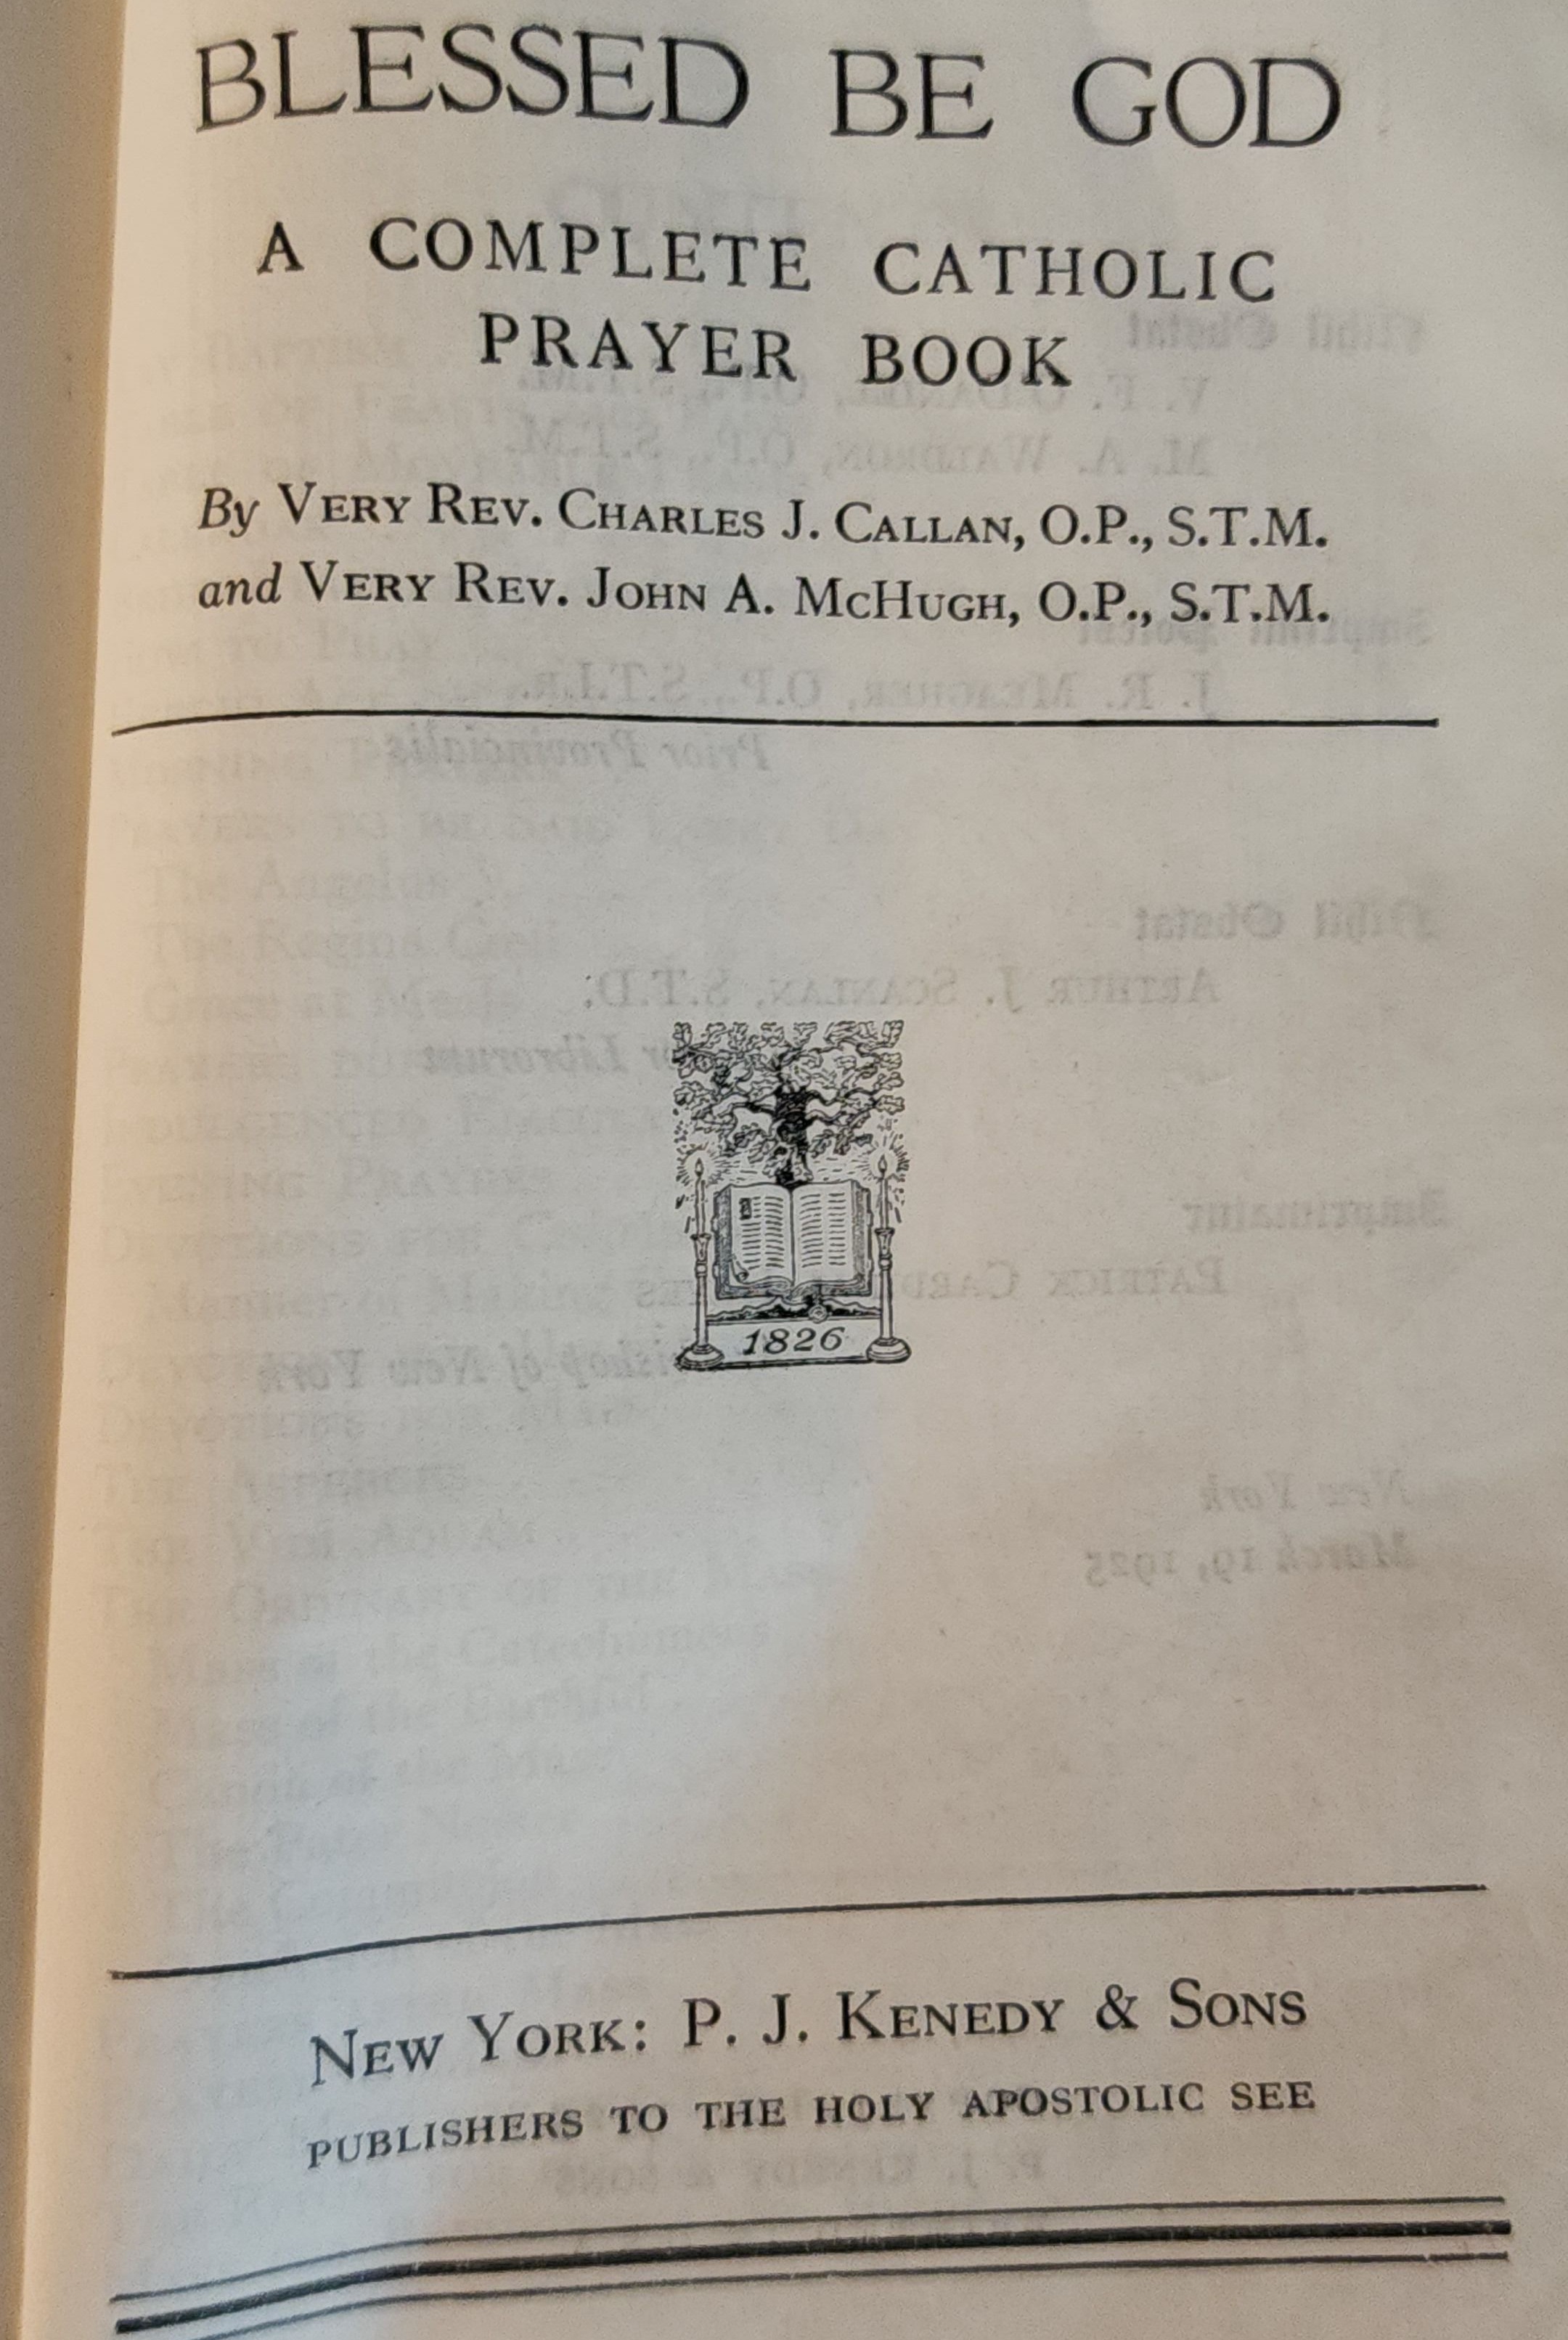 BLESSED BE GOD
A COMPLETE CATHOLIC
PRAYER BOOK
By VERY REV. CHARLES J. CALLAN, O.P., S.T.M.
and VERY REV. JOHN A. MCHUGH, O.P., S.T.M.
1826
NEW YORK: P. J. KENEDY & SONS
PUBLISHERS TO THE HOLY APOSTOLIC SEE